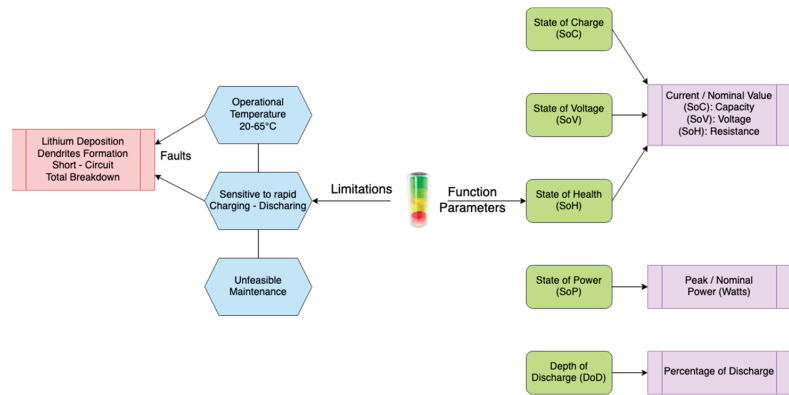 Lithium Deposition
Dendrites Formation
Short - Circuit
Total Breakdown
Faults
Operational
Temperature
20-65°C
Sensitive to rapid
Charging - Discharing
Unfeasible
Maintenance
Limitations
Function
Parameters
State of Charge
(SoC)
State of Voltage
(SoV)
State of Health
(SoH)
State of Power
(SoP)
Depth of
Discharge (DoD)
Current / Nominal Value
(SoC): Capacity
(SoV): Voltage
(SoH): Resistance
Peak / Nominal
Power (Watts)
Percentage of Discharge